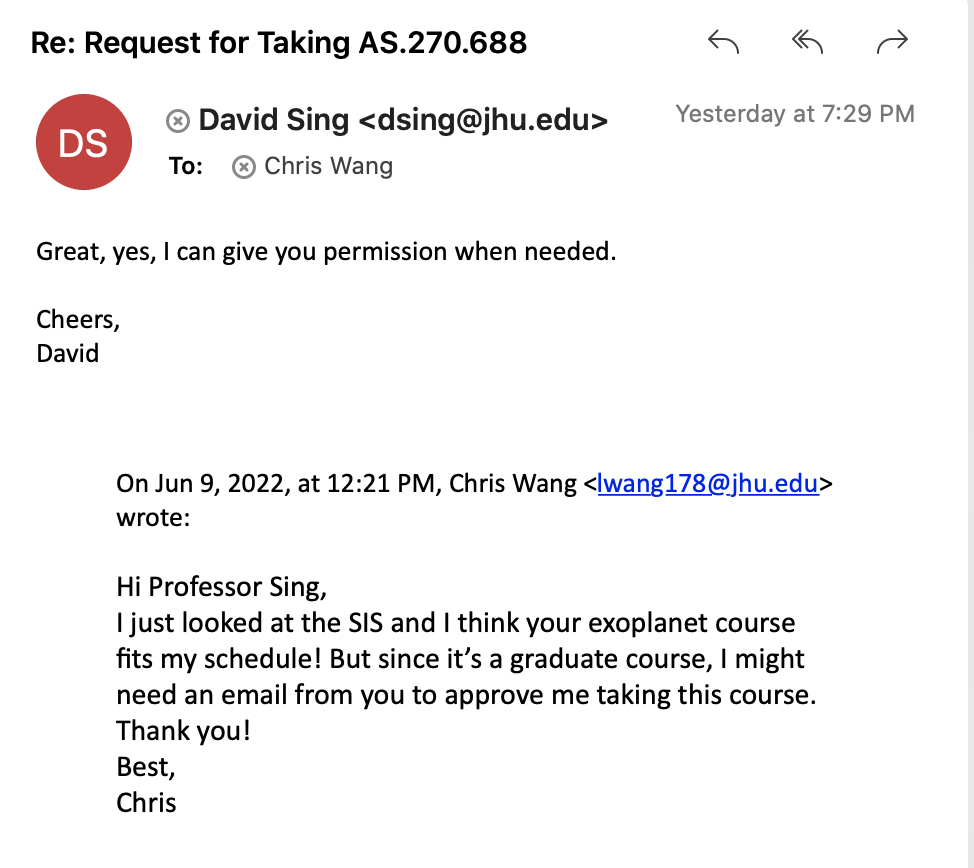 Re: Request for Taking AS.270.688
DS
David Sing <dsing@jhu.edu>
Yesterday at 7:29 PM
To: Chris Wang
Great, yes, I can give you permission when needed.
Cheers,
David
On Jun 9, 2022, at 12:21 PM, Chris Wang <lwang178@jhu.edu>
wrote:
Hi Professor Sing,
I just looked at the SIS and I think your exoplanet course
fits my schedule! But since it’s a graduate course, I might
need an email from you to approve me taking this course.
Thank you!
Best,
Chris